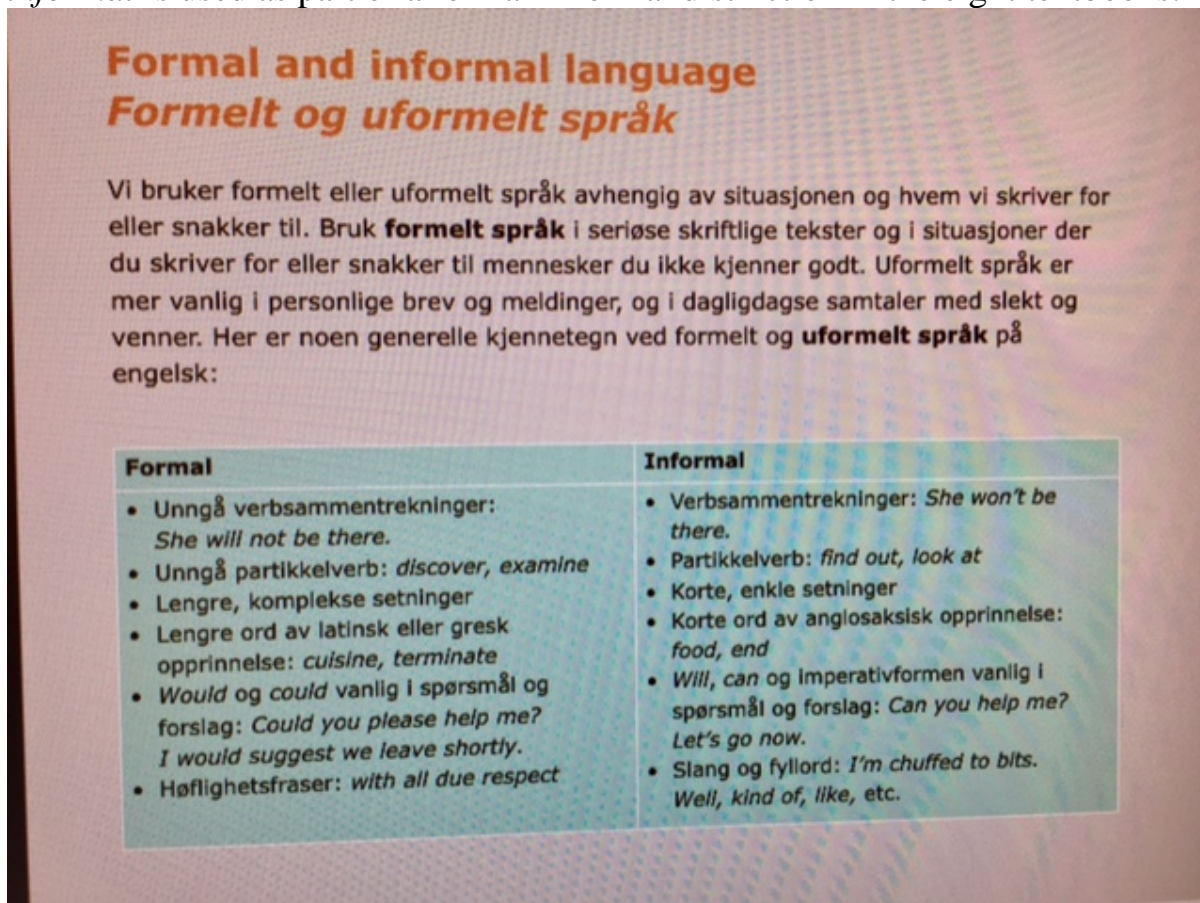 Formal and informal language
Formelt og uformelt språk
Vi bruker formelt eller uformelt språk avhengig av situasjonen og hvem vi skriver for
eller snakker til. Bruk formelt språk i seriøse skriftlige tekster og i situasjoner der
du skriver for eller snakker til mennesker du ikke kjenner godt. Uformelt språk er
mer vanlig i personlige brev og meldinger, og i dagligdagse samtaler med slekt og
venner. Her er noen generelle kjennetegn ved formelt og uformelt språk på
engelsk:
Formal
• Unngå verbsammentrekninger:
She will not be there.
• Unngå partikkelverb: discover, examine
• Lengre, komplekse setninger
• Lengre ord av latinsk eller gresk
opprinnelse: cuisine, terminate
• Would og could vanlig i spørsmål og
forslag: Could you please help me?
I would suggest we leave shortly.
• Høflighetsfraser: with all due respect
Informal
• Verbsammentrekninger: She won't be
there.
• Partikkelverb: find out, look at
• Korte, enkle setninger
• Korte ord av anglosaksisk opprinnelse:
food, end
• Will, can og imperativformen vanlig i
spørsmål og forslag: Can you help me?
Let's go now.
• Slang og fyllord: I'm chuffed to bits.
Well, kind of, like, etc.